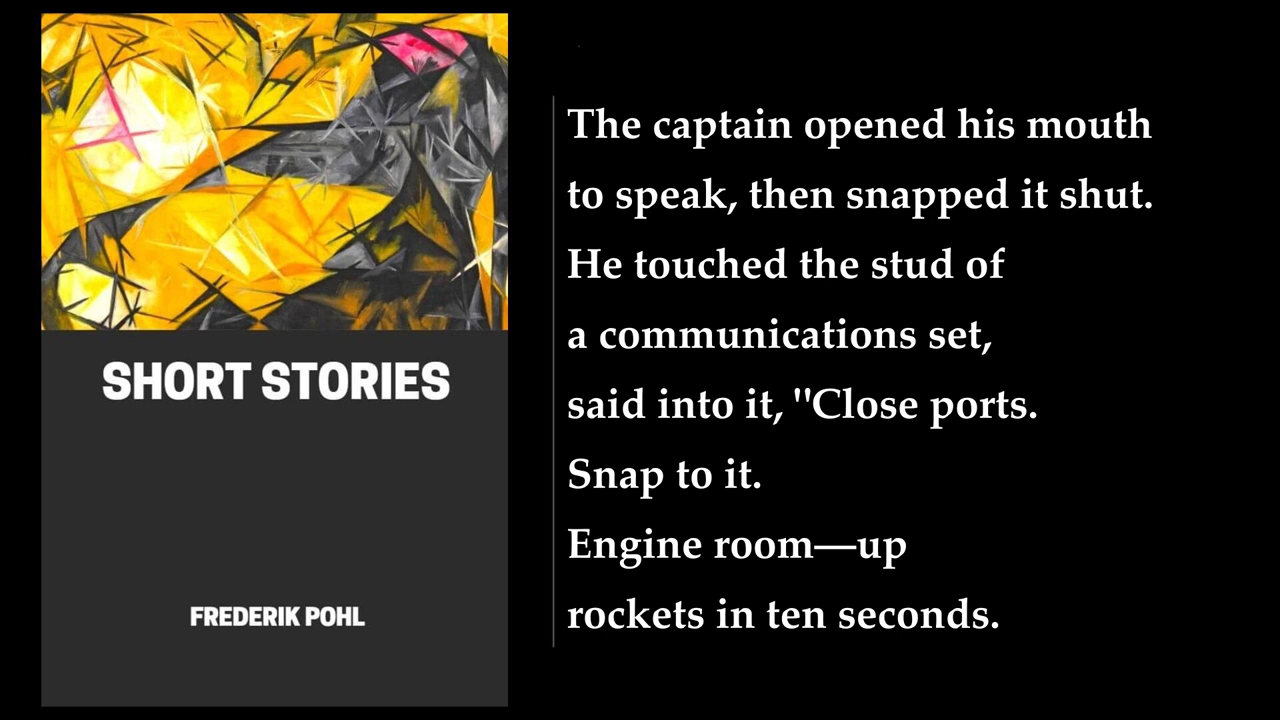 SHORT STORIES
FREDERIK POHL
The captain opened his mouth
to speak, then snapped it shut.
He touched the stud of
a communications set,
said into it, "Close ports.
Snap to it.
Engine room—up
rockets in ten seconds.